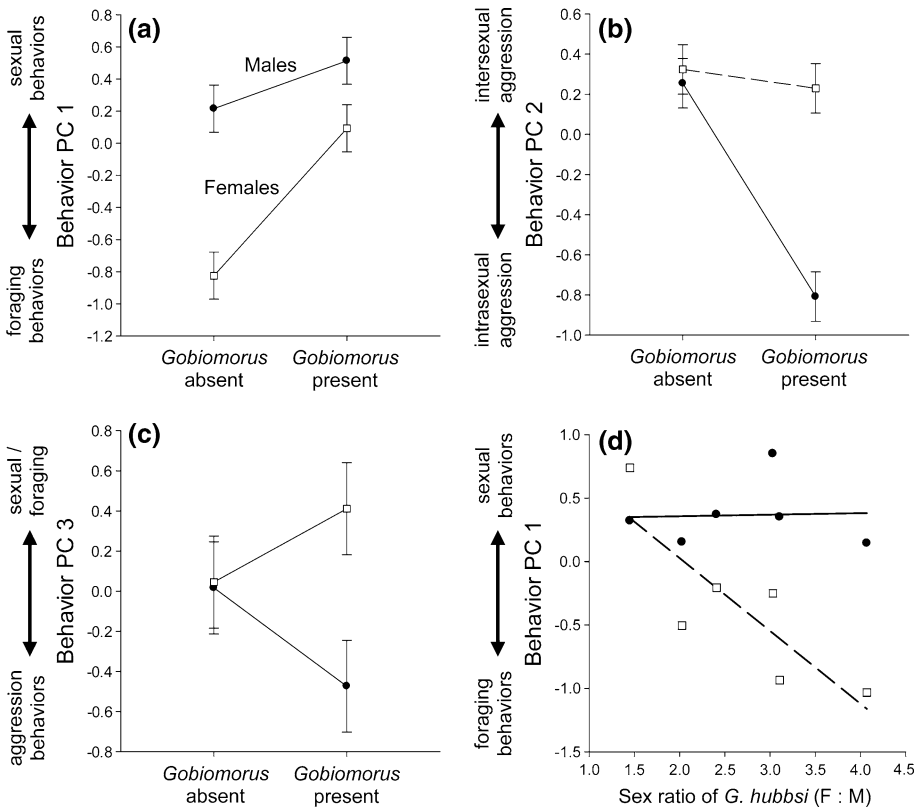 (a)
sexual
behaviors
foraging
behaviors
Behavior PC 1
0.8
0.6
0.4
0.2
0.0
-0.2
-0.4
-0.6
-0.8
-1.0
-1.2
Males
Females
Gobiomorus
absent
Gobiomorus
present
(b)
intersexual
aggression
intrasexual
aggression
Behavior PC 2
0.6
0.4
0.2
0.0
-0.2
-0.4
-0.6
-0.8
-1.0
Gobiomorus
absent
Gobiomorus
present
(c)
sexual /
foraging
aggression
behaviors
Behavior PC 3
0.8
0.6
0.4
0.2
0.0
-0.2
-0.4
-0.6
-0.8
Gobiomorus
absent
Gobiomorus
present
(d)
sexual
behaviors
foraging
behaviors
Behavior PC 1
1.0
0.5
0.0
-0.5
-1.0
-1.5
1.0 1.5 2.0 2.5 3.0 3.5 4.0 4.5
Sex ratio of G. hubbsi (F : M)